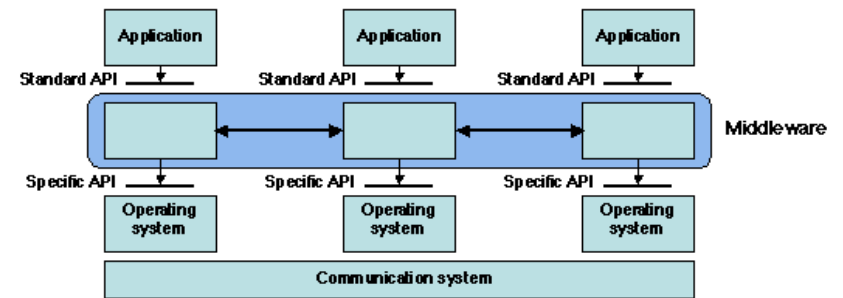 Application Application Application
Standard API Standard API Standard API
Middleware
Specific API Specific API Specific API
Operating system Operating system Operating system
Communication system